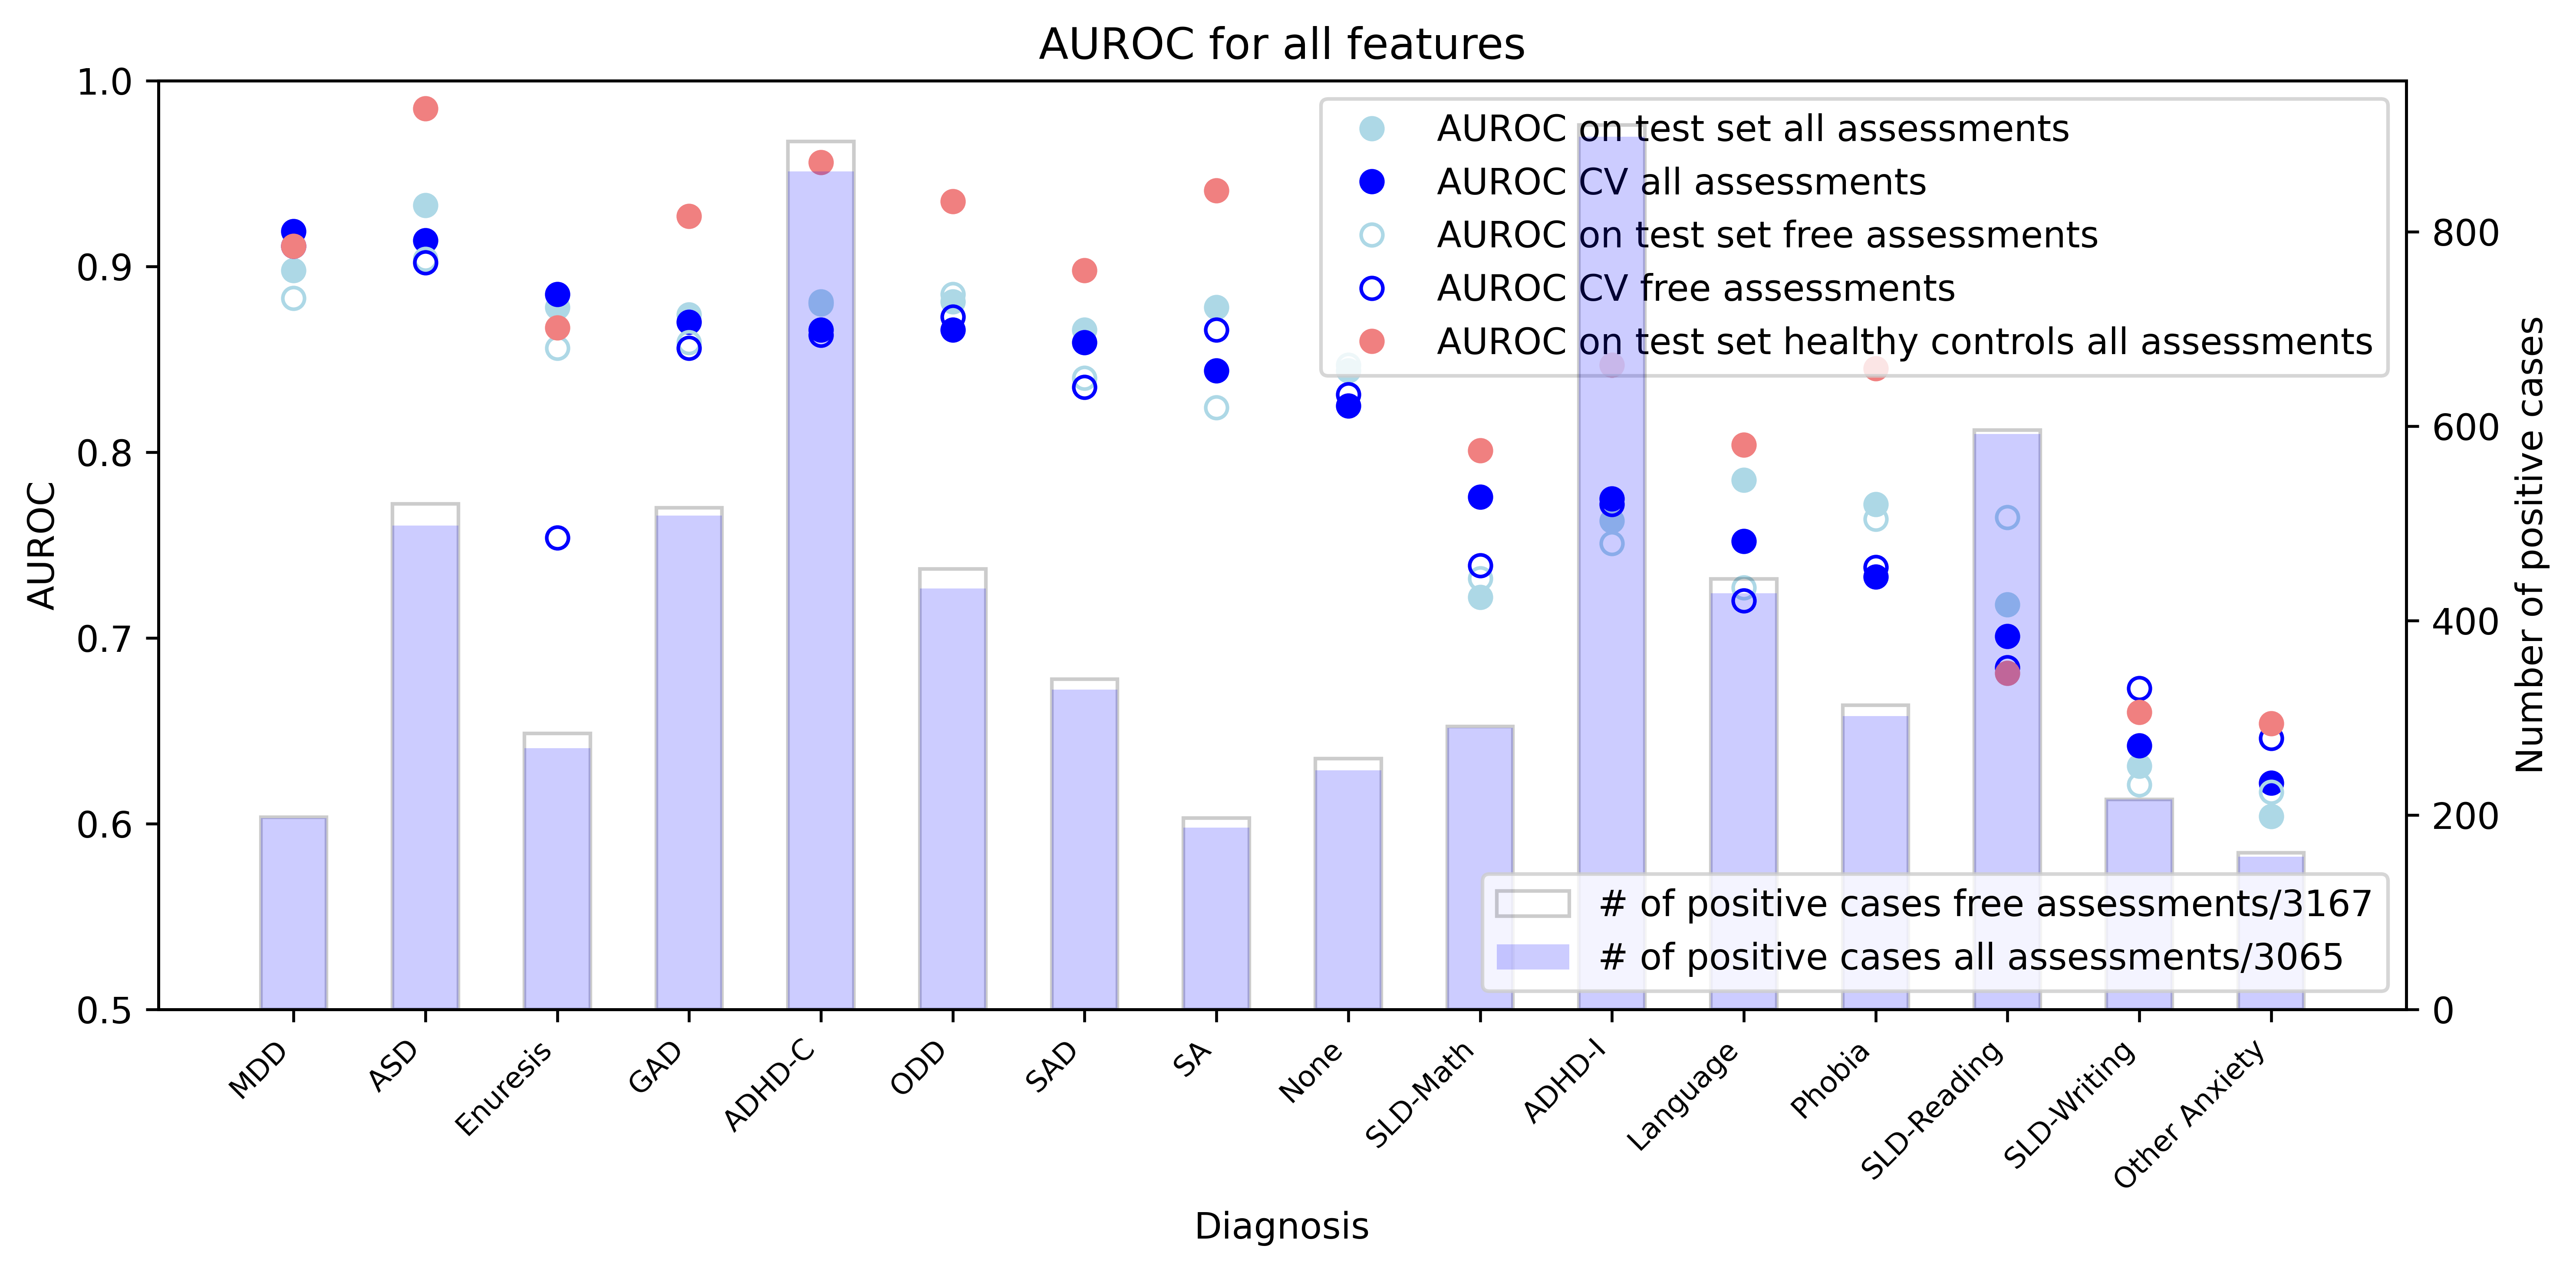 AUROC for all features
1.0
0.9
0.8
0.7
0.6
0.5
AUROC
AUROC on test set all assessments
AUROC CV all assessments
AUROC on test set free assessments
AUROC CV free assessments
AUROC on test set healthy controls all assessments
# of positive cases free assessments/3167
# of positive cases all assessments/3065
800
600
400
200
0
Number of positive cases
MDD
ASD
Enuresis
GAD
ADHD-C
ODD
SAD
SA
None
SLD-Math
ADHD-I
Language
Phobia
SLD-Reading
SLD-Writing
Other Anxiety
Diagnosis